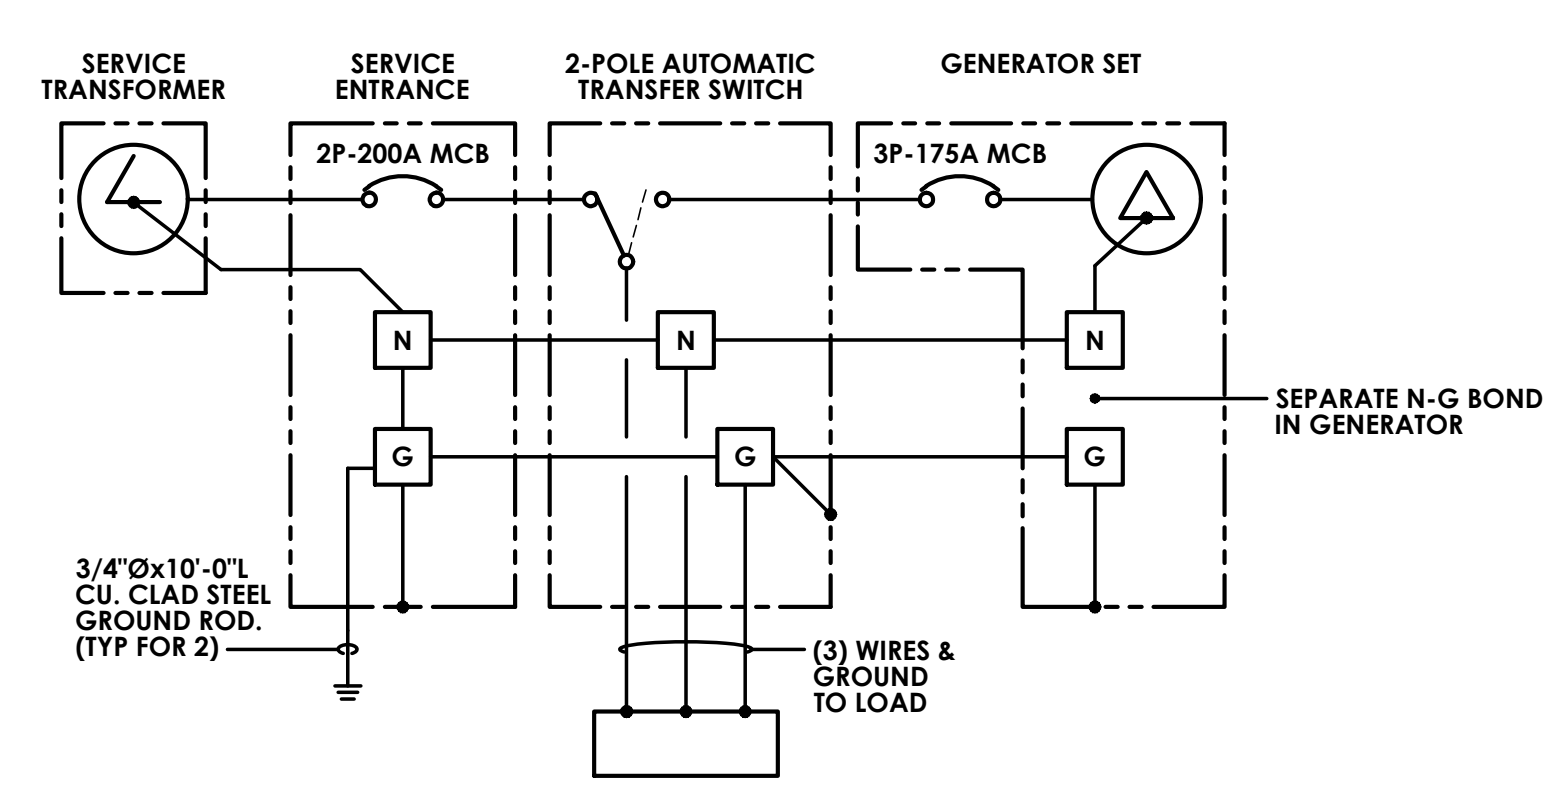 SERVICE
TRANSFORMER
SERVICE
ENTRANCE
2-POLE AUTOMATIC
TRANSFER SWITCH
GENERATOR SET
2P-200A MCB
3P-175A MCB
N
N
N
SEPARATE N-G BOND
IN GENERATOR
G
G
G
3/4"Øx10'-0"L
CU. CLAD STEEL
GROUND ROD.
(TYP FOR 2)
(3) WIRES &
GROUND
TO LOAD